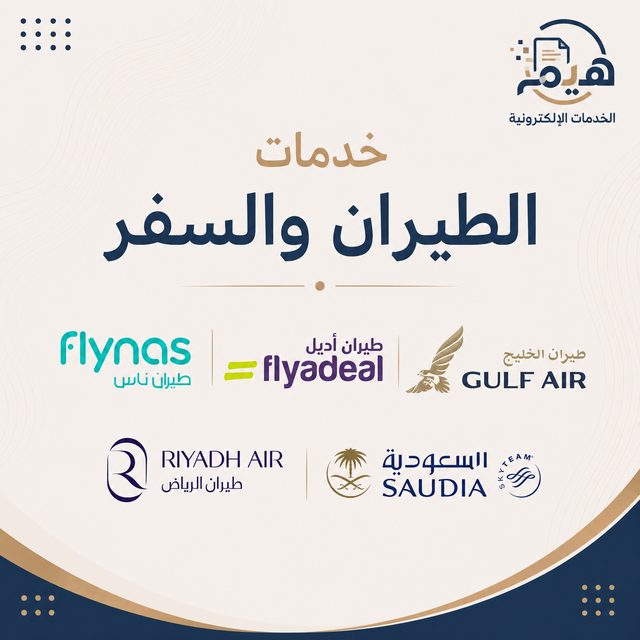 هيمر
الخدمات الإلكترونية
خدمات
الطيران والسفر
flynas
طيران ناس
طيران أديل
flyadeal
طيران الخليج
GULF AIR
RIYADH AIR
طيران الرياض
السعودية
SAUDIA
SKYTEAM